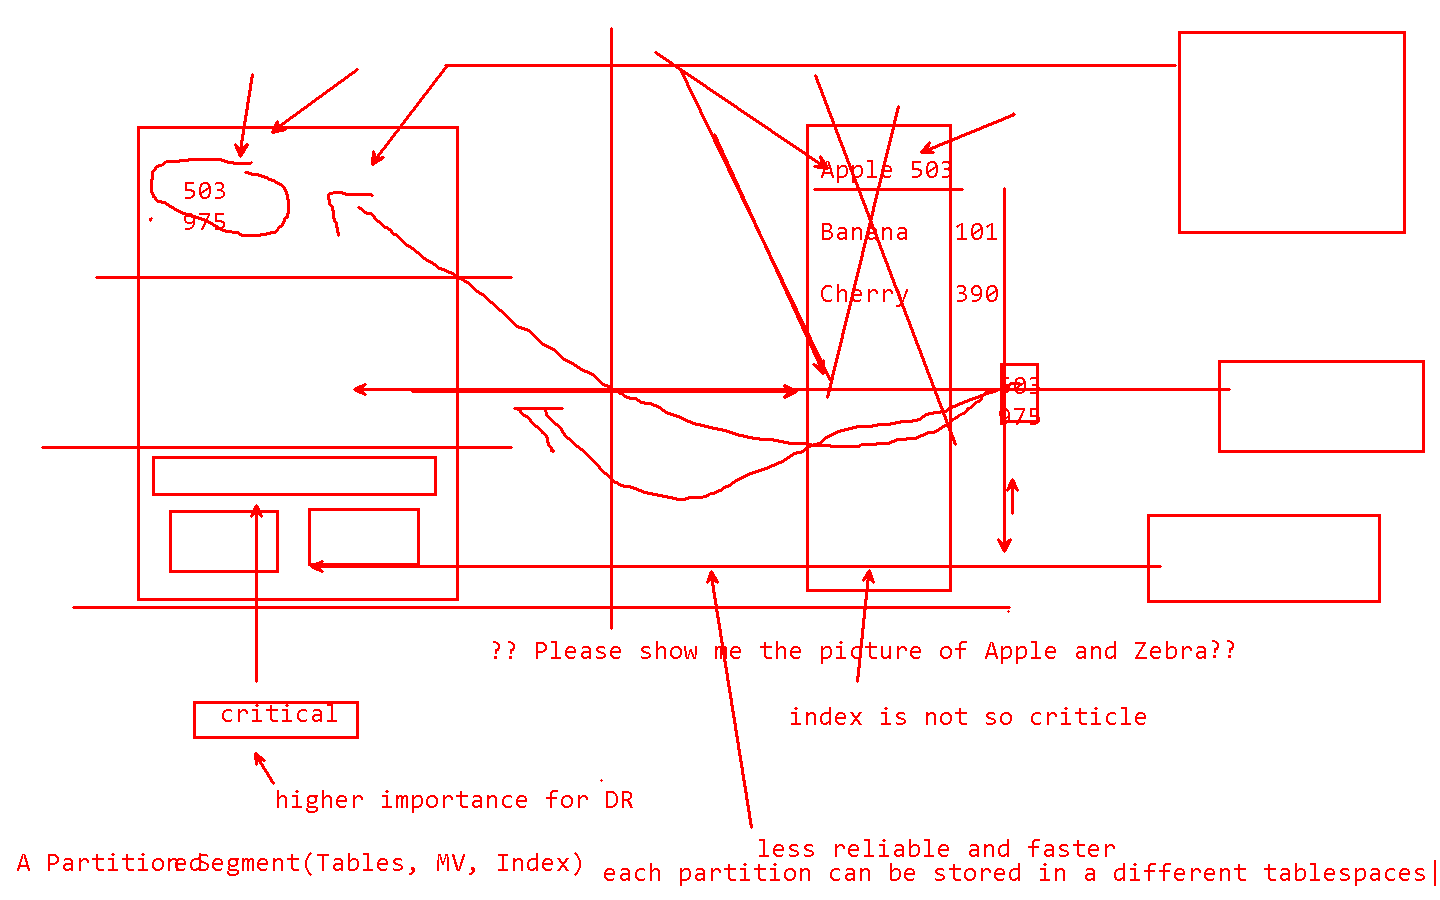 Apple 503
503
975
Banana 101
Cherry 390
503
975
?? Please show me the picture of Apple and Zebra??
critical
index is not so criticle
higher importance for DR
less reliable and faster
A Partitioned Segment(Tables, MV, Index)
each partition can be stored in a different tablespaces